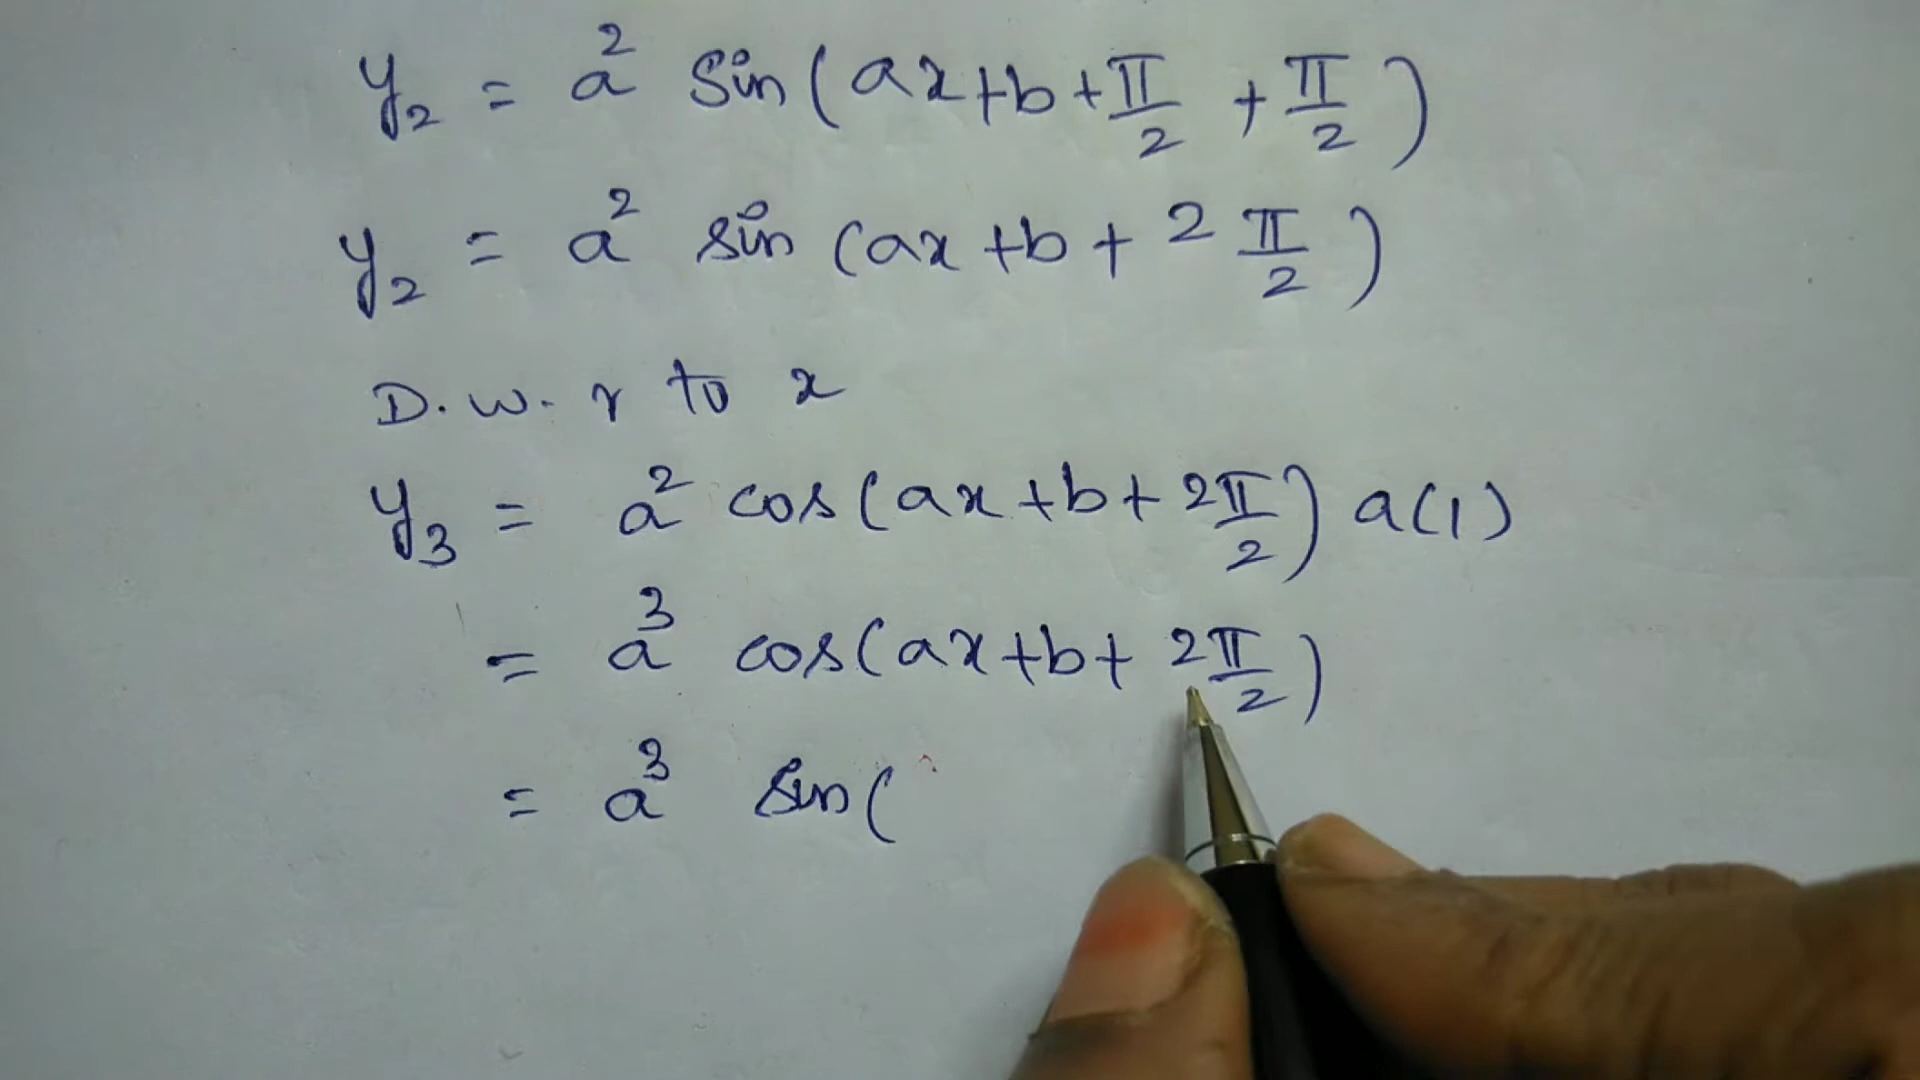 y₂ = a² sin(ax+b+π/2 + π/2)
y₂ = a² sin (ax+b+ 2 π/2)
D.w.r to x
y₃ = a² cos(ax+b+ 2π/2) a(1)
= a³ cos(ax+b+ 2π/2)
= a³ sin(